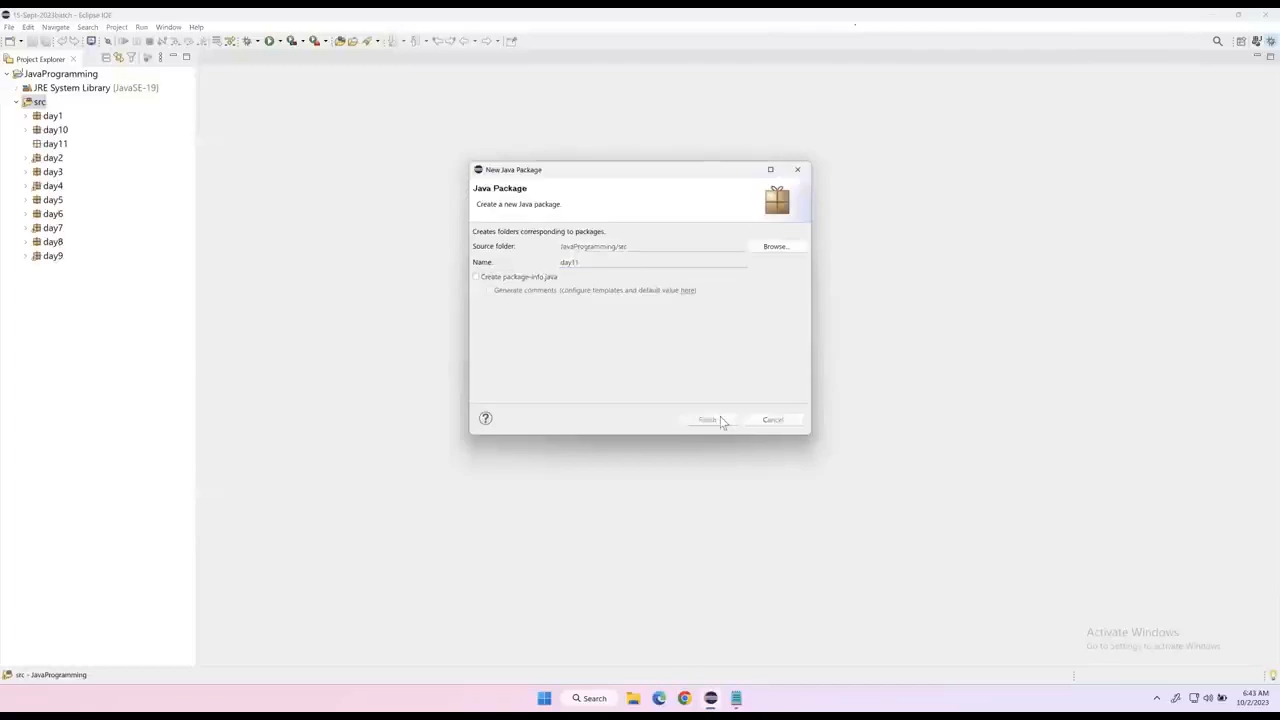 15-Sept-2023batch - Eclipse IDE
File Edit Navigate Search Project Run Window Help
Project Explorer
JavaProgramming
JRE System Library [JavaSE-19]
src
day1
day10
day11
day2
day3
day4
day5
day6
day7
day8
day9
New Java Package
Java Package
Create a new Java package.
Creates folders corresponding to packages.
Source folder: JavaProgramming/src Browse...
Name: day11
Create package-info.java
Generate comments (configure templates and default value here)
? Finish Cancel
Activate Windows
Go to Settings to activate Windows.
src - JavaProgramming
Search
6:43 AM
10/2/2023